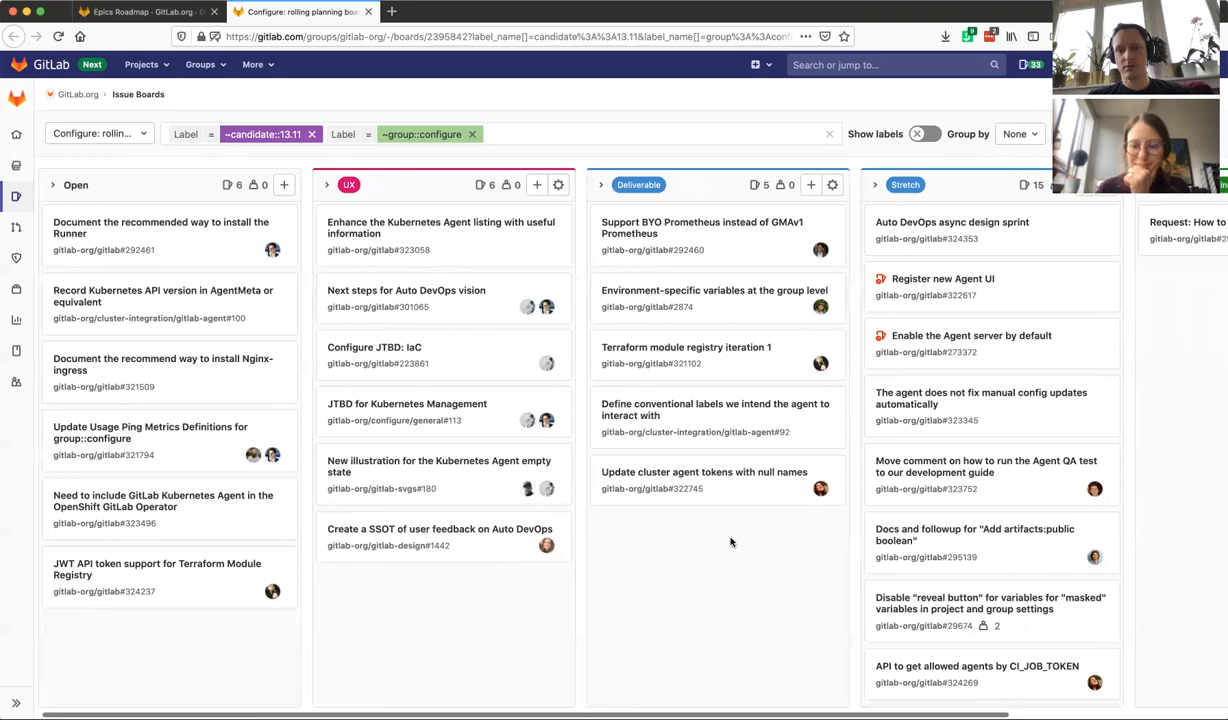 Epics Roadmap · GitLab.org · G
Configure: rolling planning boa
https://gitlab.com/groups/gitlab-org/-/boards/2395842?label_name[]=candidate%3A%3A13.11&label_name[]=group%3A%3Aconf
GitLab Next Projects Groups More Search or jump to... 33
GitLab.org › Issue Boards
Configure: rollin... Label = ~candidate::13.11 Label = ~group::configure Show labels Group by None
Open 6 0
Document the recommended way to install the
Runner
gitlab-org/gitlab#292461
Record Kubernetes API version in AgentMeta or
equivalent
gitlab-org/cluster-integration/gitlab-agent#100
Document the recommend way to install Nginx-
ingress
gitlab-org/gitlab#321509
Update Usage Ping Metrics Definitions for
group::configure
gitlab-org/gitlab#321794
Need to include GitLab Kubernetes Agent in the
OpenShift GitLab Operator
gitlab-org/gitlab#323496
JWT API token support for Terraform Module
Registry
gitlab-org/gitlab#324237
UX 6 0
Enhance the Kubernetes Agent listing with useful
information
gitlab-org/gitlab#323058
Next steps for Auto DevOps vision
gitlab-org/gitlab#301065
Configure JTBD: IaC
gitlab-org/gitlab#223861
JTBD for Kubernetes Management
gitlab-org/configure/general#113
New illustration for the Kubernetes Agent empty
state
gitlab-org/gitlab-svgs#180
Create a SSOT of user feedback on Auto DevOps
gitlab-org/gitlab-design#1442
Deliverable 5 0
Support BYO Prometheus instead of GMAv1
Prometheus
gitlab-org/gitlab#292460
Environment-specific variables at the group level
gitlab-org/gitlab#2874
Terraform module registry iteration 1
gitlab-org/gitlab#321102
Define conventional labels we intend the agent to
interact with
gitlab-org/cluster-integration/gitlab-agent#92
Update cluster agent tokens with null names
gitlab-org/gitlab#322745
Stretch 15
Auto DevOps async design sprint
gitlab-org/gitlab#324353
Register new Agent UI
gitlab-org/gitlab#322617
Enable the Agent server by default
gitlab-org/gitlab#273372
The agent does not fix manual config updates
automatically
gitlab-org/gitlab#323345
Move comment on how to run the Agent QA test
to our development guide
gitlab-org/gitlab#323752
Docs and followup for "Add artifacts:public
boolean"
gitlab-org/gitlab#295139
Disable "reveal button" for variables for "masked"
variables in project and group settings
gitlab-org/gitlab#29674 2
API to get allowed agents by CI_JOB_TOKEN
gitlab-org/gitlab#324269
Request: How to